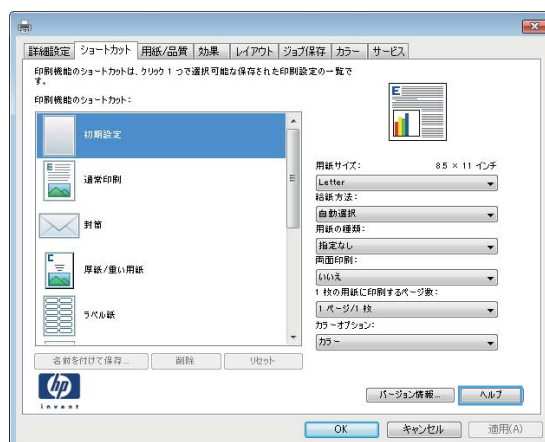 詳細設定 ショートカット 用紙/品質 効果 レイアウト ジョブ保存 カラー サービス
印刷機能のショートカットは、クリック 1 つで選択可能な保存された印刷設定の一覧で
す。
印刷機能のショートカット:
初期設定
通常印刷
封筒
厚紙/重い用紙
ラベル紙
名前を付けて保存... 削除 リセット
E
用紙サイズ: 8.5 × 11 インチ
Letter
給紙方法:
自動選択
用紙の種類:
指定なし
両面印刷:
いいえ
1 枚の用紙に印刷するページ数:
1 ページ/1 枚
カラーオプション:
カラー
hp
invent
バージョン情報... ヘルプ
OK キャンセル 適用(A)